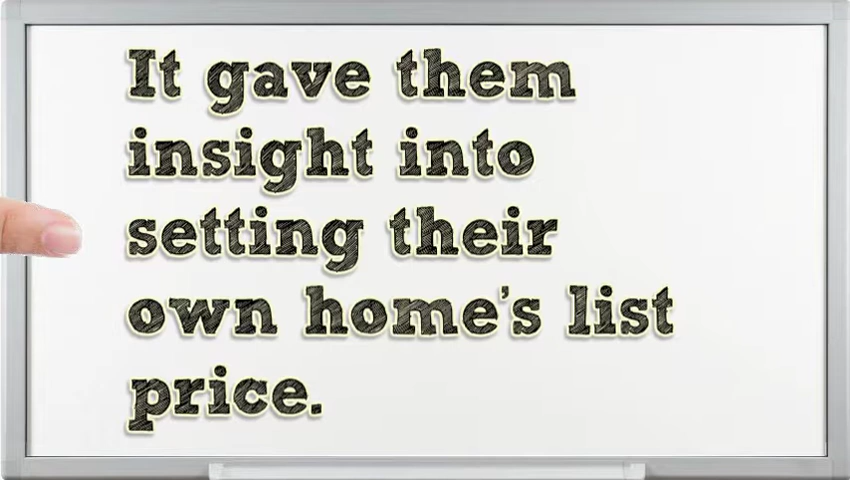 It gave them
insight into
setting their
own home's list
price.